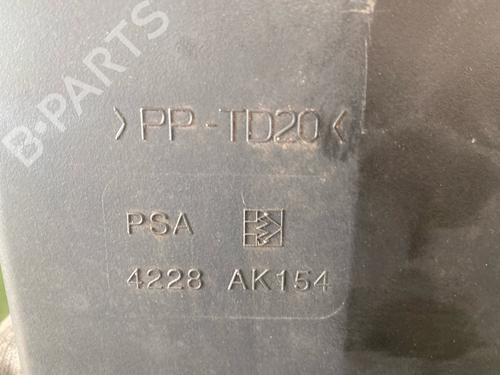 B-PARTS
>PP-TD20<
PSA
4228 AK154